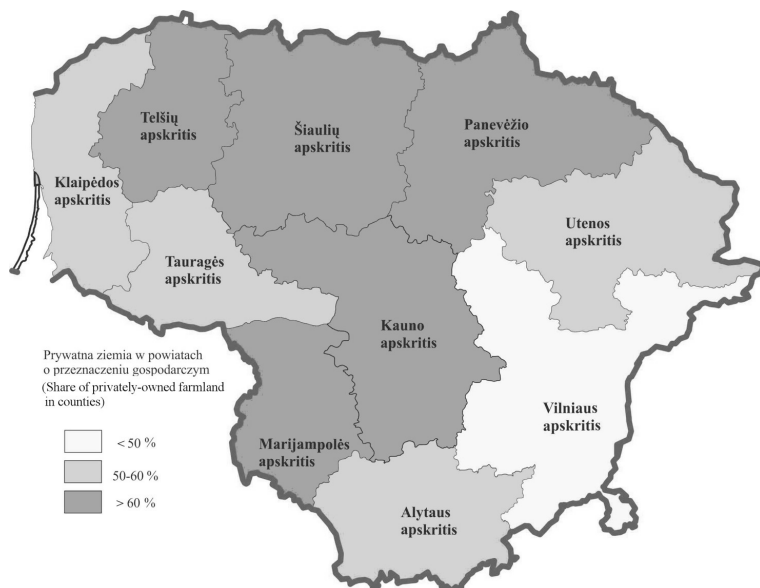 Telšių
apskritis
Šiaulių
apskritis
Panevėžio
apskritis
Klaipėdos
apskritis
Utenos
apskritis
Tauragės
apskritis
Kauno
apskritis
Prywatna ziemia w powiatach
o przeznaczeniu gospodarczym
(Share of privately-owned farmland
in counties)
Vilniaus
apskritis
< 50 %
Marijampolės
apskritis
50-60 %
> 60 %
Alytaus
apskritis